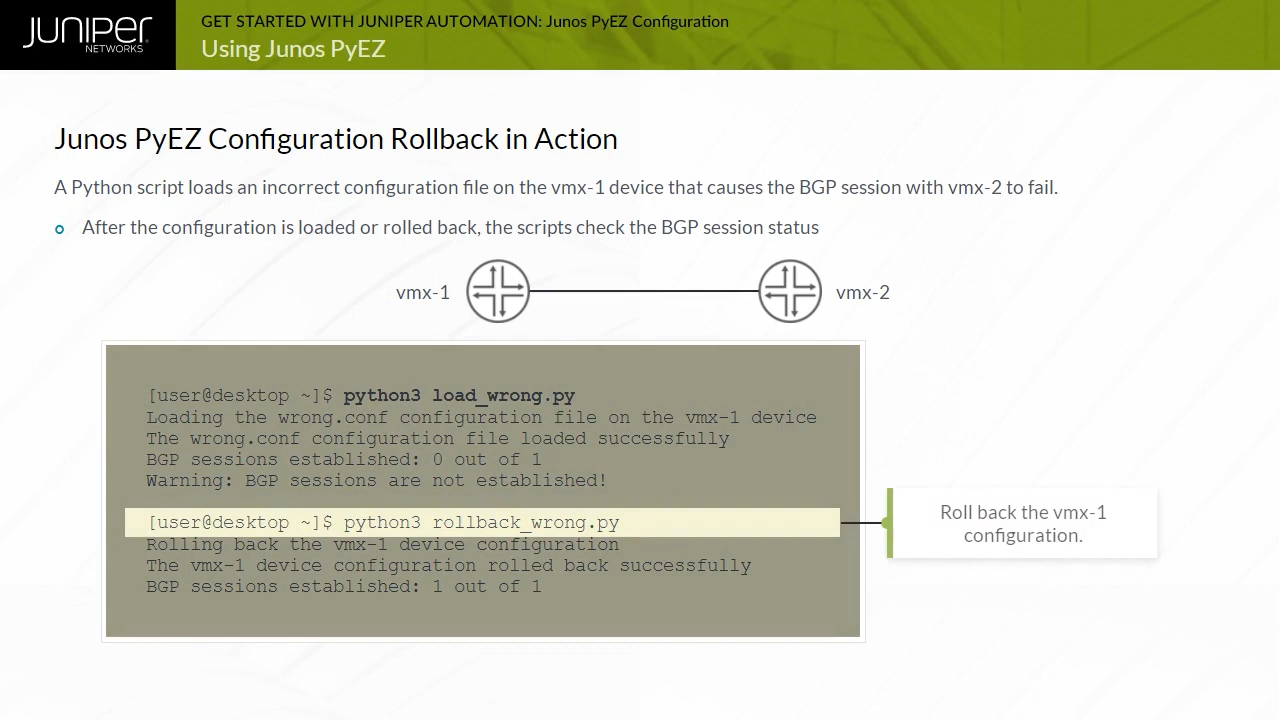 JUNIPER
NETWORKS
GET STARTED WITH JUNIPER AUTOMATION: Junos PyEZ Configuration
Using Junos PyEZ
Junos PyEZ Configuration Rollback in Action
A Python script loads an incorrect configuration file on the vmx-1 device that causes the BGP session with vmx-2 to fail.
After the configuration is loaded or rolled back, the scripts check the BGP session status
vmx-1
vmx-2
[user@desktop ~]$ python3 load_wrong.py
Loading the wrong.conf configuration file on the vmx-1 device
The wrong.conf configuration file loaded successfully
BGP sessions established: 0 out of 1
Warning: BGP sessions are not established!
[user@desktop ~]$ python3 rollback_wrong.py
Rolling back the vmx-1 device configuration
The vmx-1 device configuration rolled back successfully
BGP sessions established: 1 out of 1
Roll back the vmx-1
configuration.